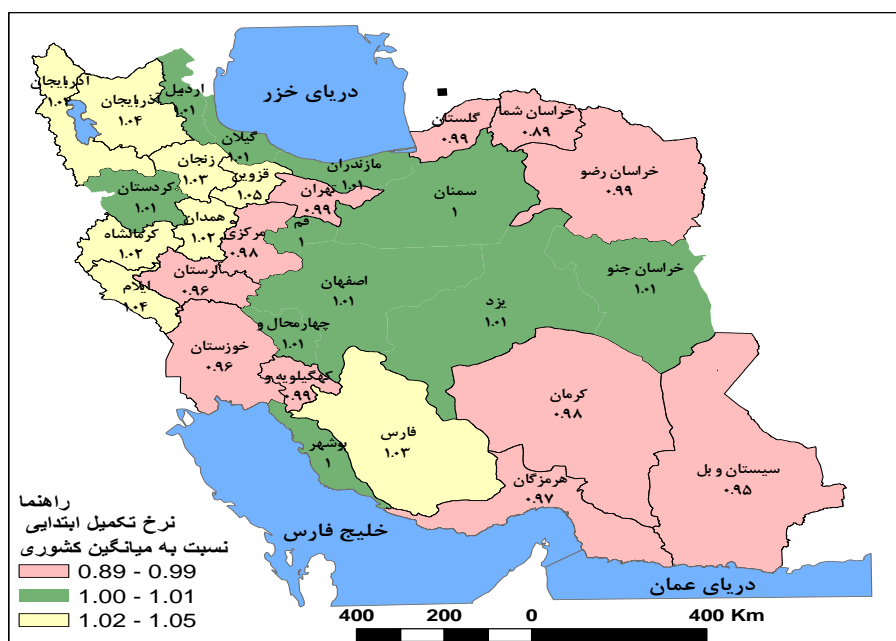 دریای خزر
آذربایجان
۱.۰۴
آذربایجان
۱.۰۴
اردبیل
۱.۰۱
گیلان
۱.۰۱
زنجان
۱.۰۳
قزوین
۱.۰۵
مازندران
۱.۰۱
گلستان
۰.۹۹
خراسان شما
۰.۸۹
خراسان رضو
۰.۹۹
کردستان
۱.۰۱
همدان
۱.۰۲
تهران
۰.۹۹
سمنان
۱
کرمانشاه
۱.۰۲
مرکزی
۰.۹۸
قم
۱
ایلام
۱.۰۴
لرستان
۰.۹۶
اصفهان
۱.۰۱
یزد
۱.۰۱
خراسان جنو
۱.۰۱
خوزستان
۰.۹۶
چهارمحال و
۱.۰۱
کهگیلویه و
۰.۹۹
کرمان
۰.۹۸
فارس
۱.۰۳
بوشهر
۱
هرمزگان
۰.۹۷
سیستان و بل
۰.۹۵
خلیج فارس
دریای عمان
راهنما
نرخ تکمیل ابتدایی
نسبت به میانگین کشوری
0.89 - 0.99
1.00 - 1.01
1.02 - 1.05
400 200 0 400 Km